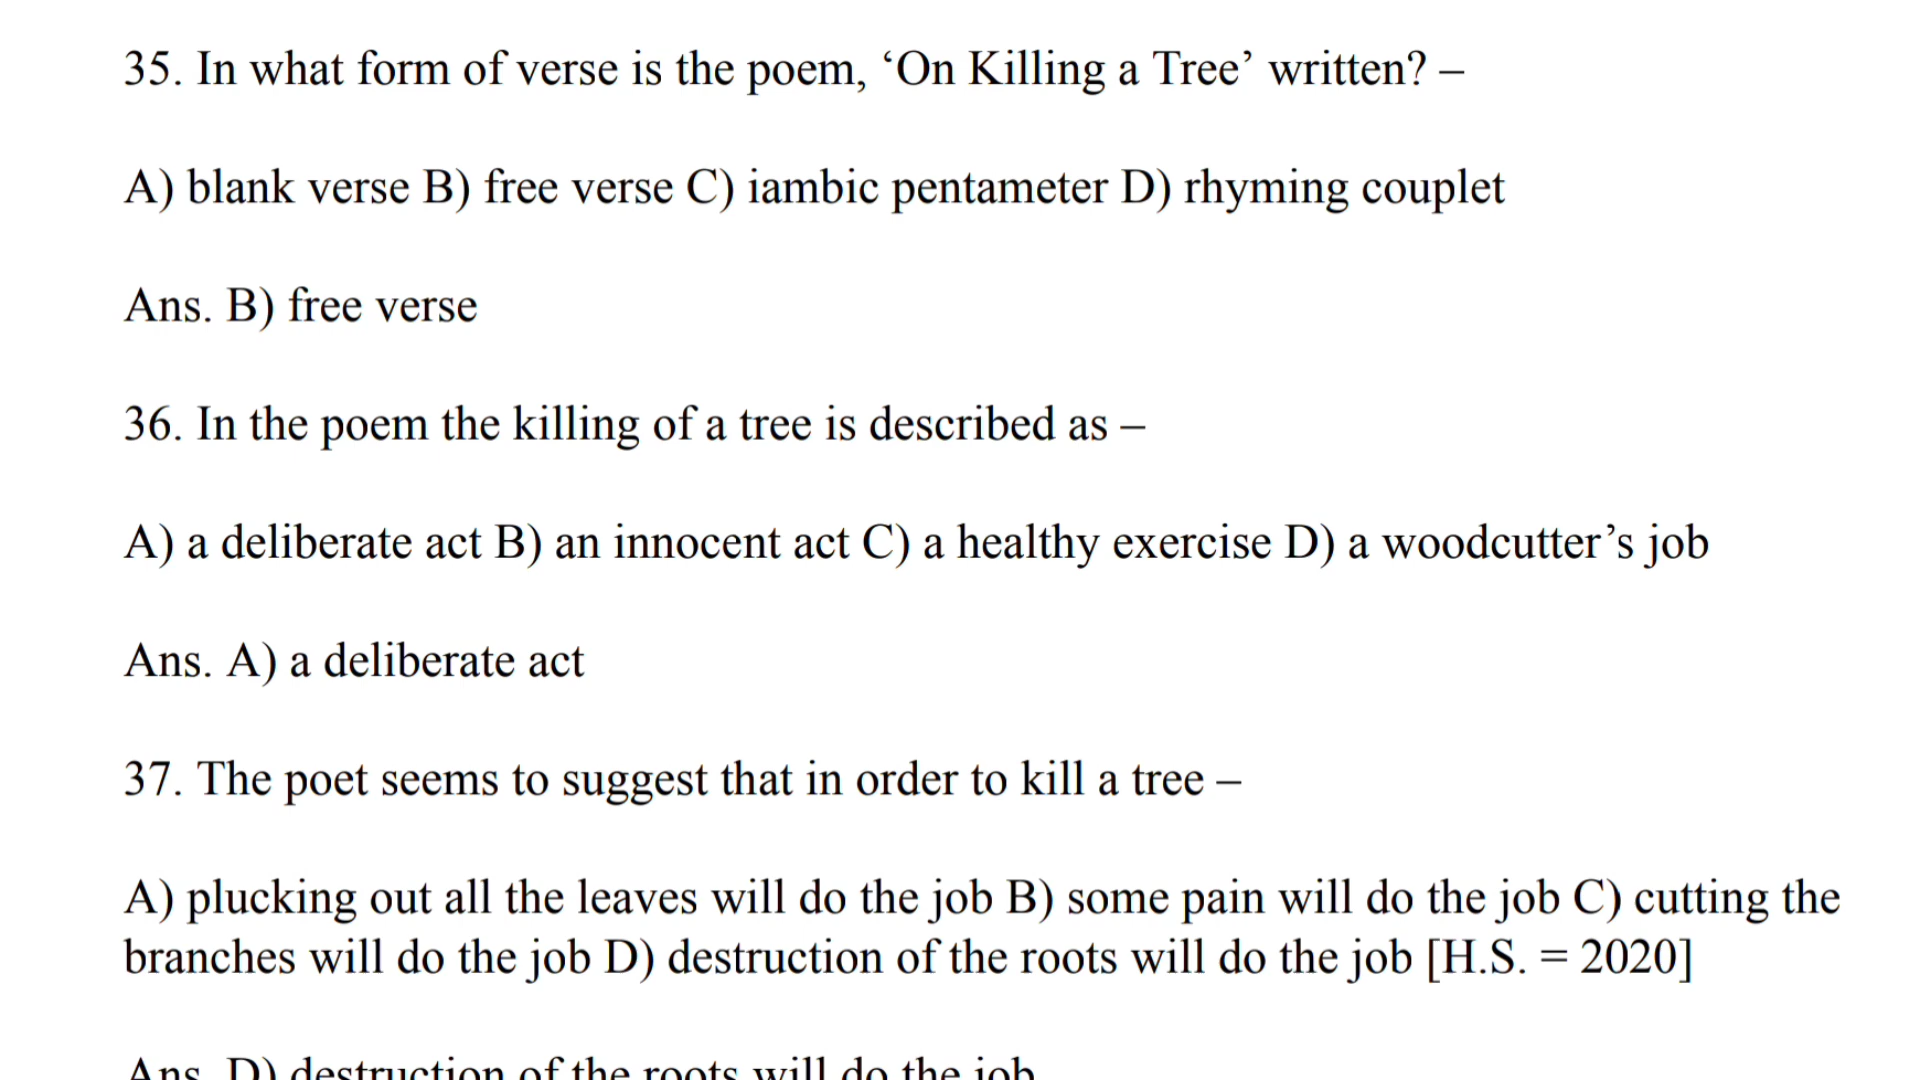 35. In what form of verse is the poem, ‘On Killing a Tree’ written? –
A) blank verse B) free verse C) iambic pentameter D) rhyming couplet
Ans. B) free verse
36. In the poem the killing of a tree is described as –
A) a deliberate act B) an innocent act C) a healthy exercise D) a woodcutter’s job
Ans. A) a deliberate act
37. The poet seems to suggest that in order to kill a tree –
A) plucking out all the leaves will do the job B) some pain will do the job C) cutting the
branches will do the job D) destruction of the roots will do the job [H.S. = 2020]
Ans. D) destruction of the roots will do the job